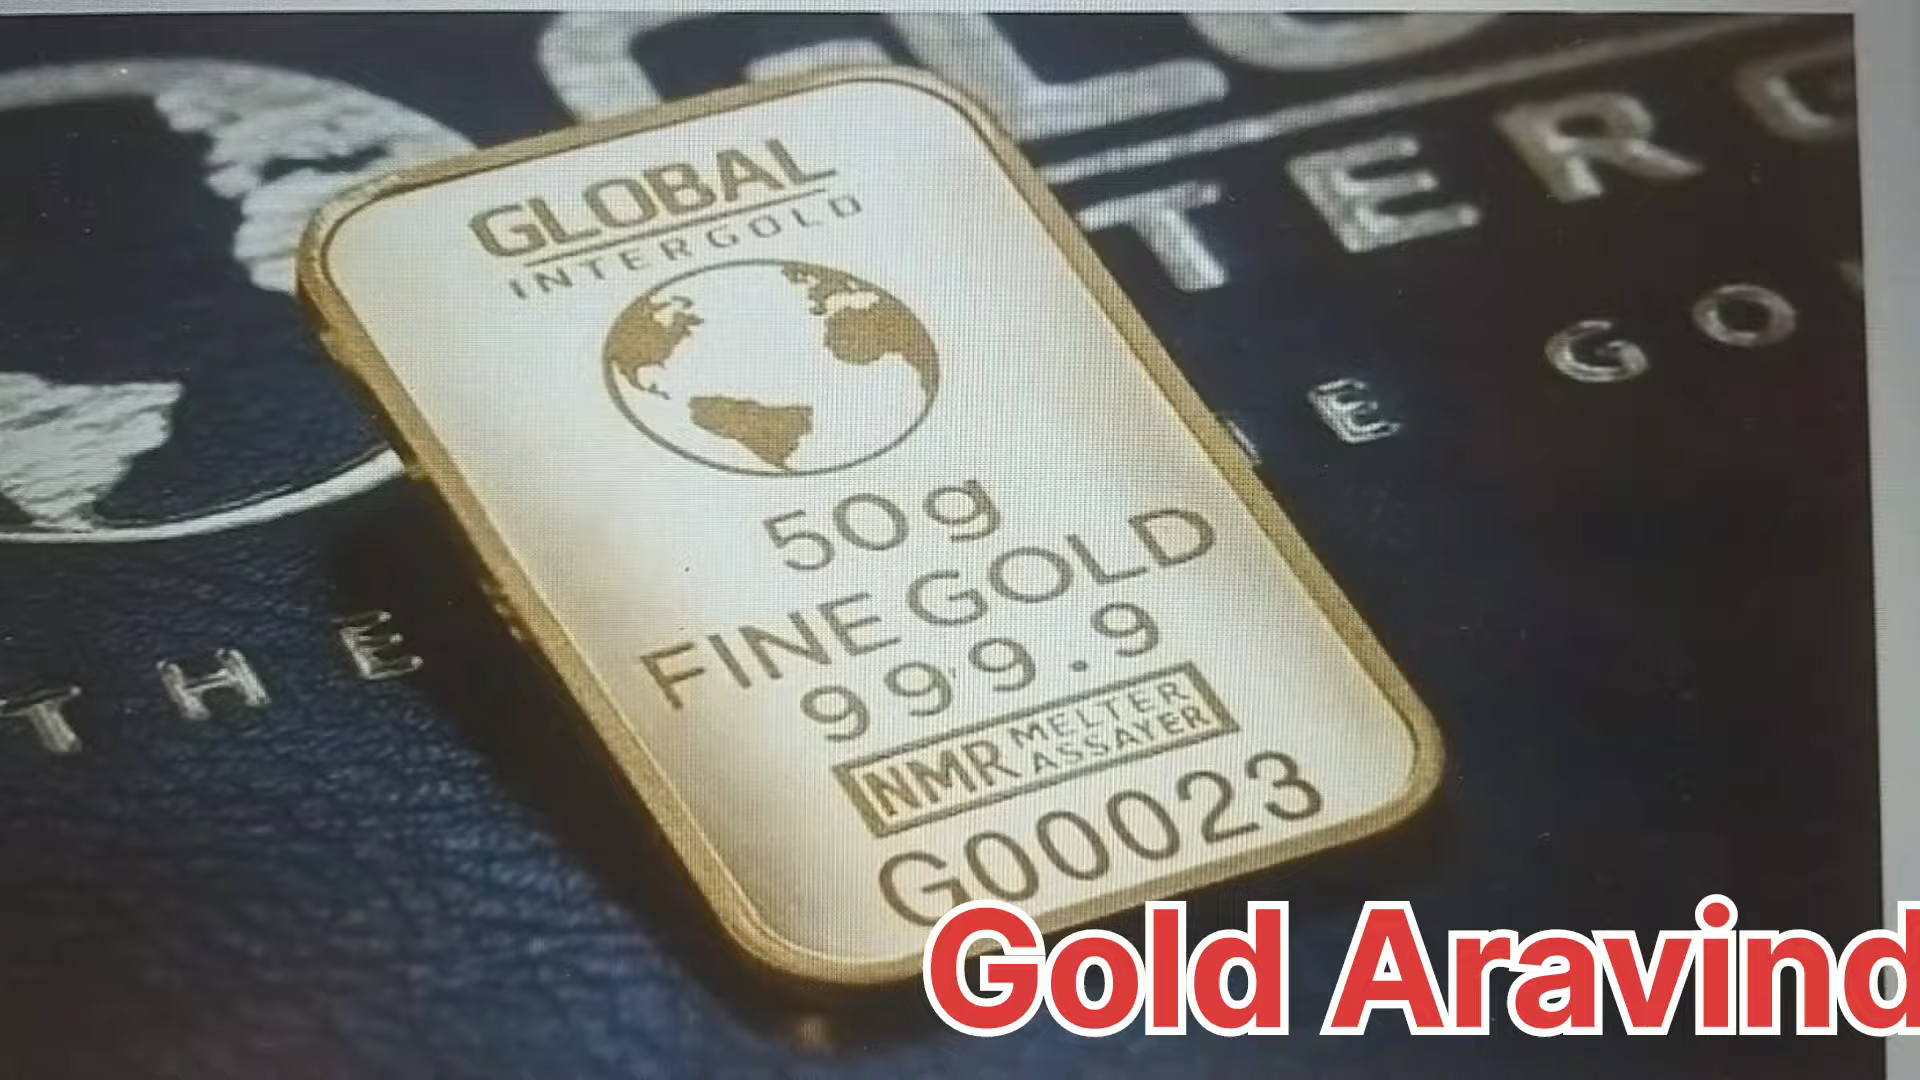 GLOBAL
INTERGOLD
50g
FINE GOLD
999.9
NMR MELTER
ASSAYER
G00023
T E R G
E G O
T H E
Gold Aravind